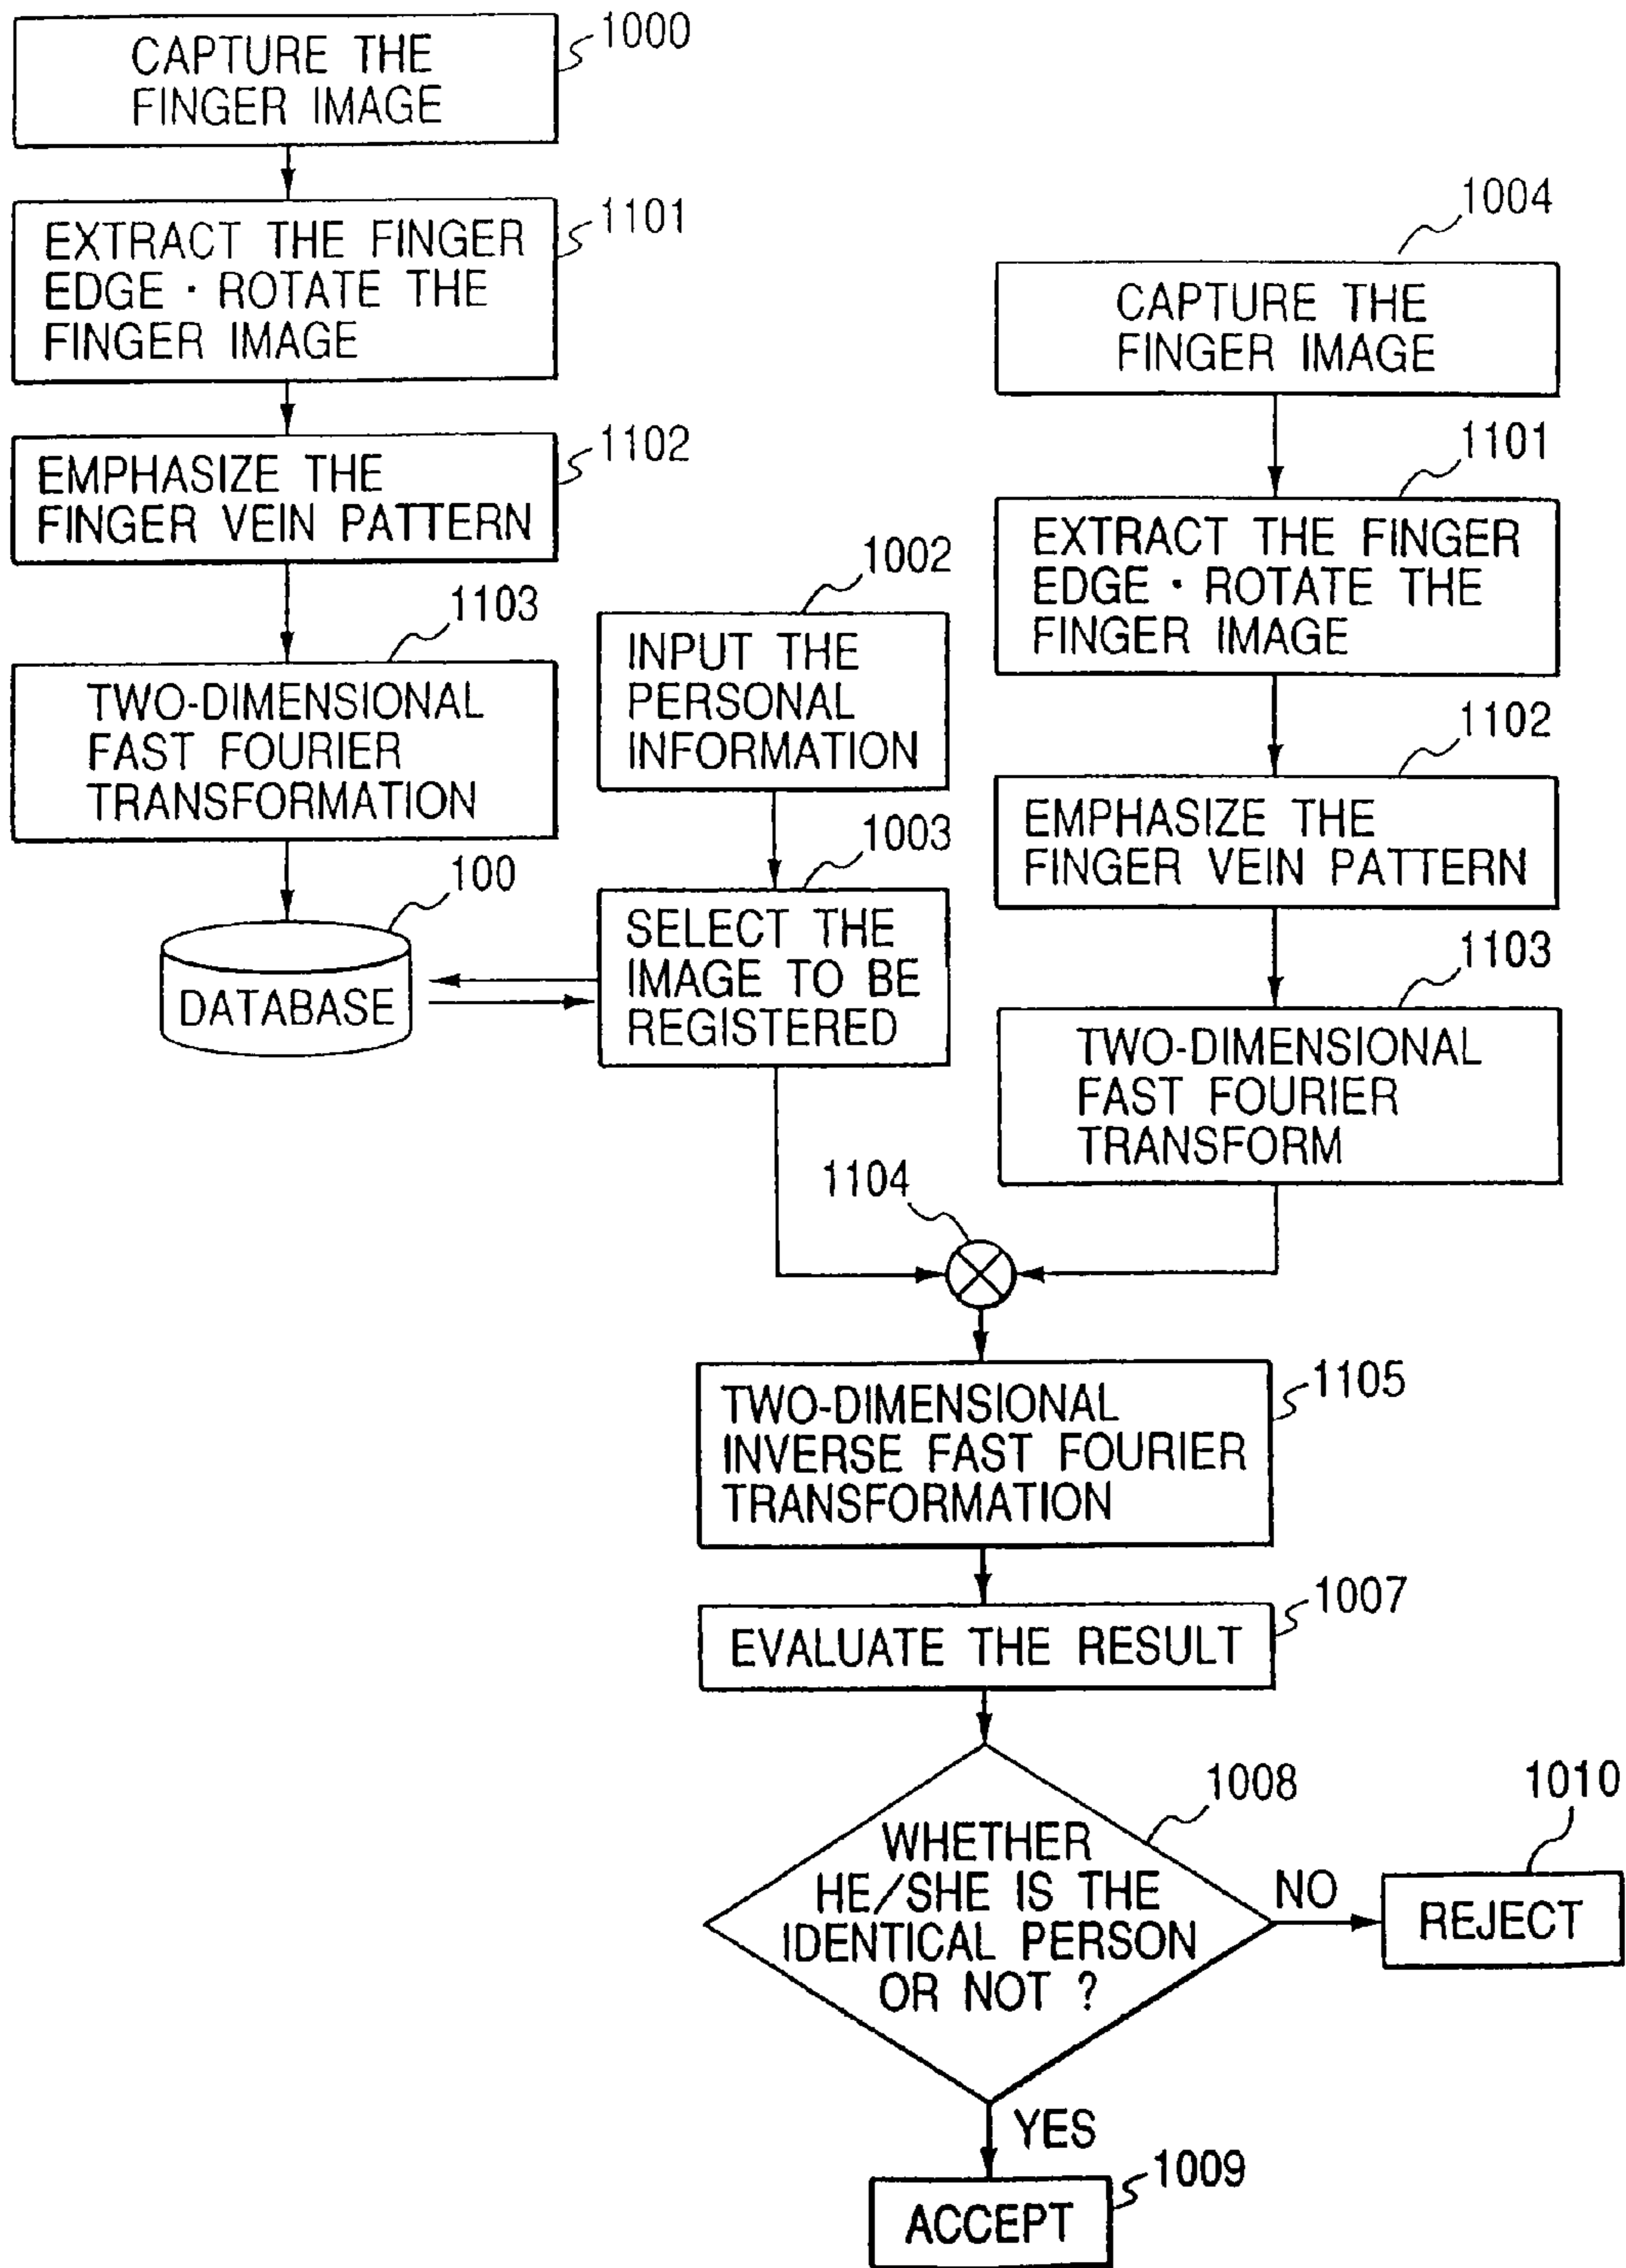 CAPTURE THE
FINGER IMAGE
1000
EXTRACT THE FINGER
EDGE · ROTATE THE
FINGER IMAGE
1101
EMPHASIZE THE
FINGER VEIN PATTERN
1102
TWO-DIMENSIONAL
FAST FOURIER
TRANSFORMATION
1103
DATABASE
100
INPUT THE
PERSONAL
INFORMATION
1002
SELECT THE
IMAGE TO BE
REGISTERED
1003
CAPTURE THE
FINGER IMAGE
1004
EXTRACT THE FINGER
EDGE · ROTATE THE
FINGER IMAGE
1101
EMPHASIZE THE
FINGER VEIN PATTERN
1102
TWO-DIMENSIONAL
FAST FOURIER
TRANSFORM
1103
1104
TWO-DIMENSIONAL
INVERSE FAST FOURIER
TRANSFORMATION
1105
EVALUATE THE RESULT
1007
WHETHER
HE/SHE IS THE
IDENTICAL PERSON
OR NOT ?
1008
NO
REJECT
1010
YES
ACCEPT
1009